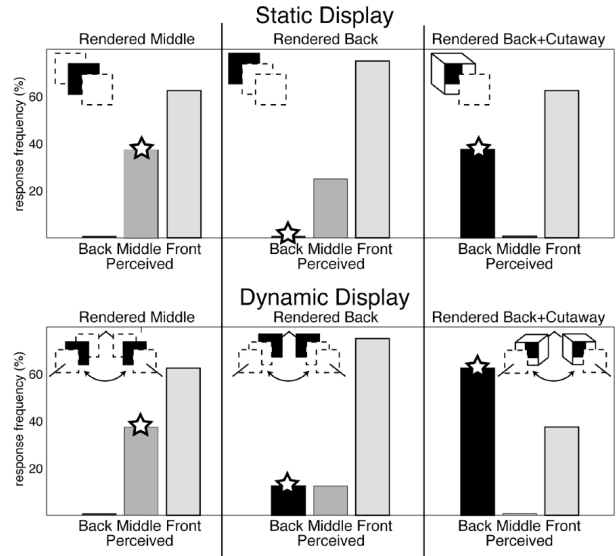 Static Display
Rendered Middle Rendered Back Rendered Back+Cutaway
response frequency (%)
60
40
20
Back Middle Front Back Middle Front Back Middle Front
Perceived Perceived Perceived
Dynamic Display
Rendered Middle Rendered Back Rendered Back+Cutaway
response frequency (%)
60
40
20
Back Middle Front Back Middle Front Back Middle Front
Perceived Perceived Perceived